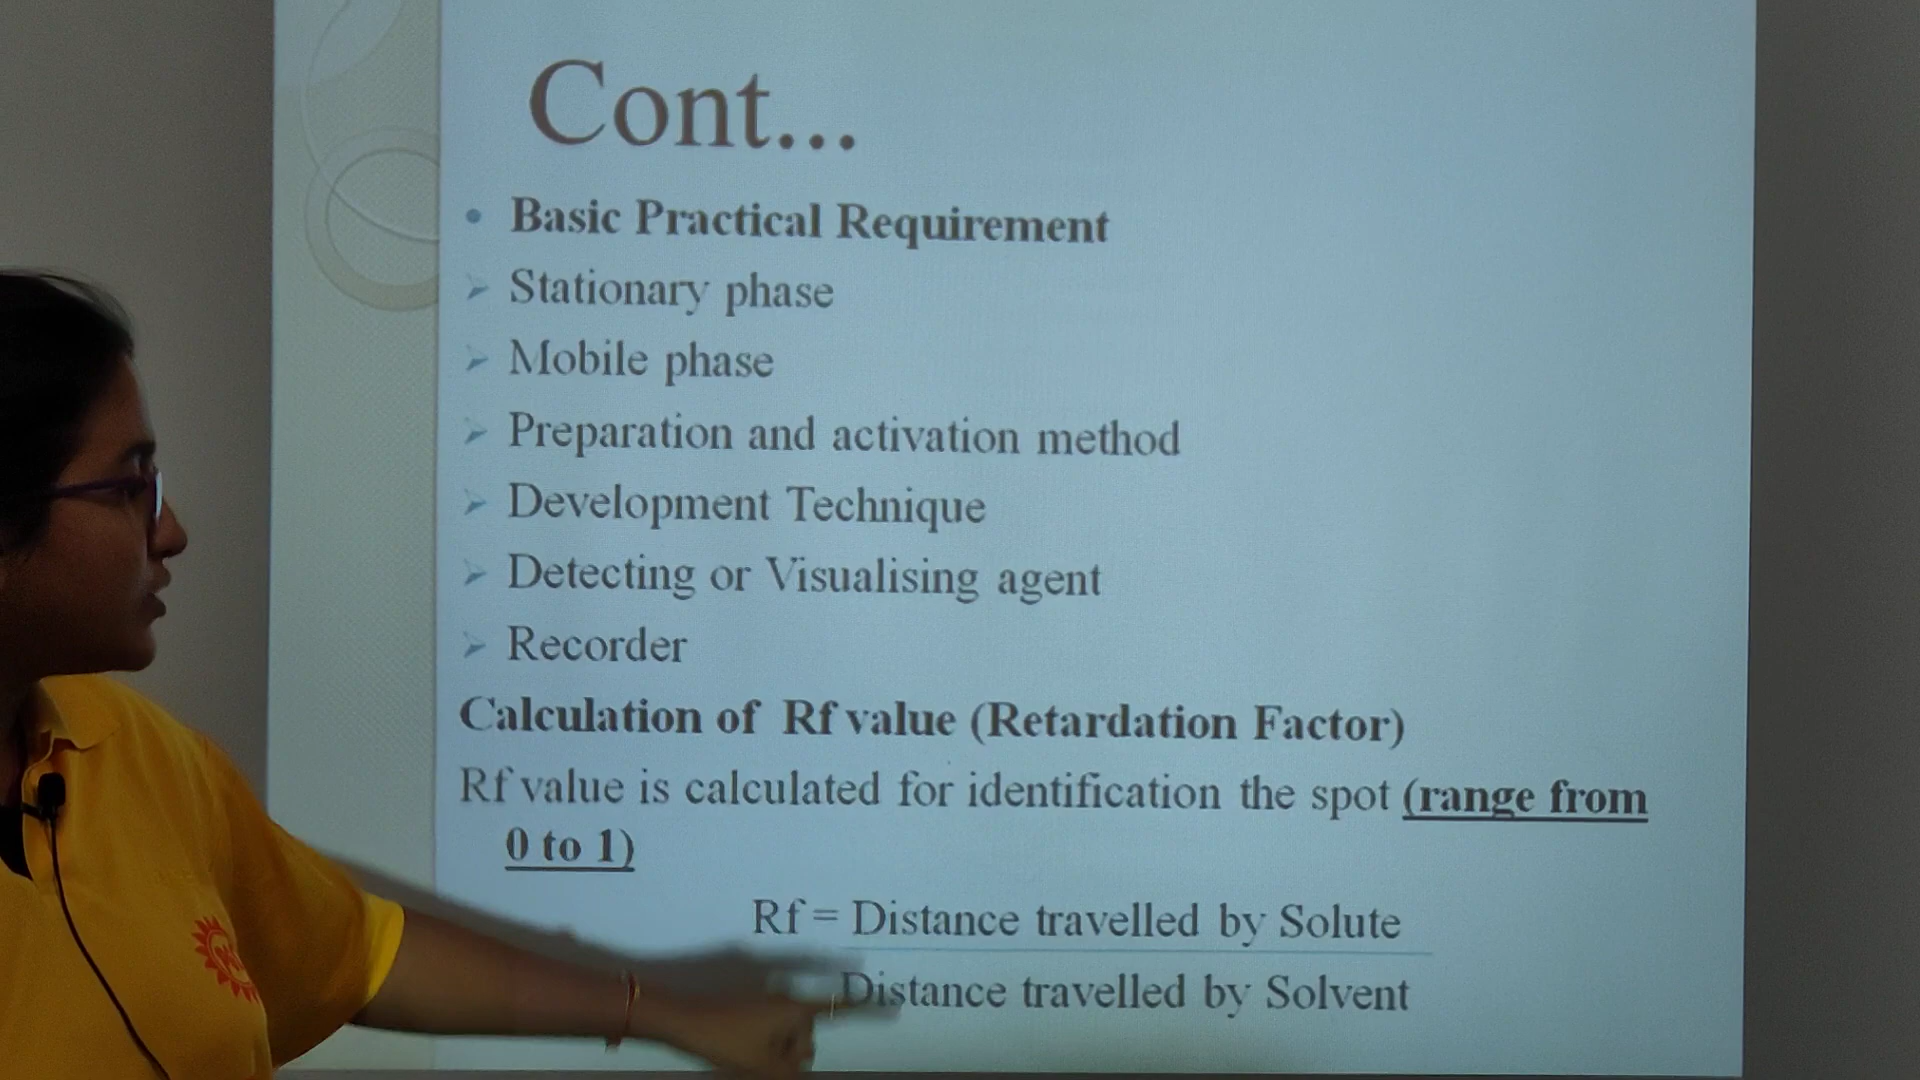 Cont...
• Basic Practical Requirement
➢ Stationary phase
➢ Mobile phase
➢ Preparation and activation method
➢ Development Technique
➢ Detecting or Visualising agent
➢ Recorder
Calculation of Rf value (Retardation Factor)
Rf value is calculated for identification the spot (range from
0 to 1)
Rf = Distance travelled by Solute
Distance travelled by Solvent